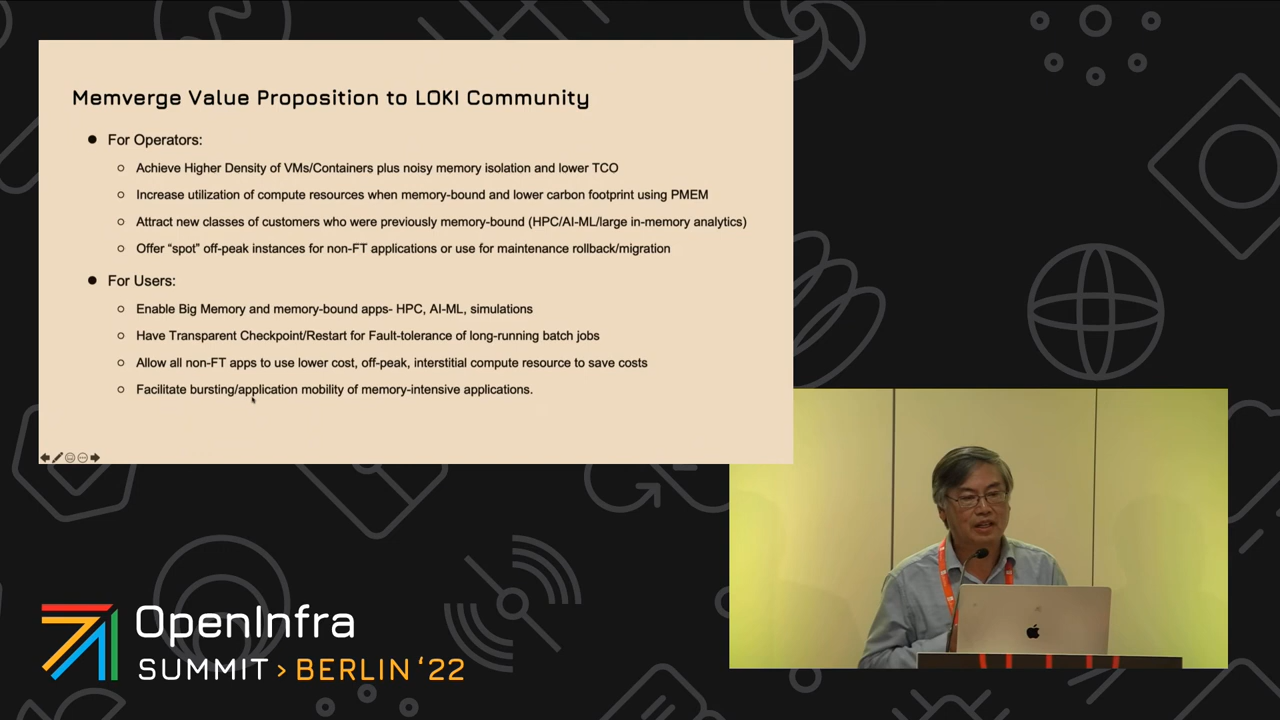 Memverge Value Proposition to LOKI Community
● For Operators:
○ Achieve Higher Density of VMs/Containers plus noisy memory isolation and lower TCO
○ Increase utilization of compute resources when memory-bound and lower carbon footprint using PMEM
○ Attract new classes of customers who were previously memory-bound (HPC/AI-ML/large in-memory analytics)
○ Offer “spot” off-peak instances for non-FT applications or use for maintenance rollback/migration
● For Users:
○ Enable Big Memory and memory-bound apps- HPC, AI-ML, simulations
○ Have Transparent Checkpoint/Restart for Fault-tolerance of long-running batch jobs
○ Allow all non-FT apps to use lower cost, off-peak, interstitial compute resource to save costs
○ Facilitate bursting/application mobility of memory-intensive applications.
OpenInfra
SUMMIT > BERLIN ‘22